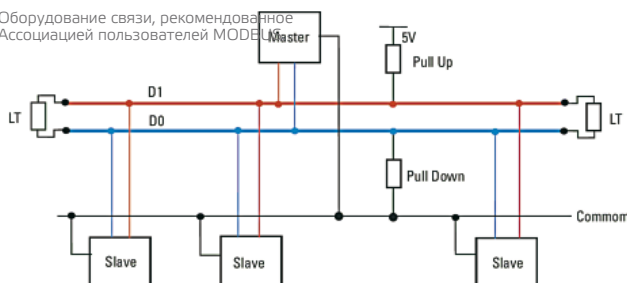 Оборудование связи, рекомендованное
Ассоциацией пользователей MODBUS
Master
5V
Pull Up
D1
LT
D0
LT
Pull Down
Commom
Slave
Slave
Slave